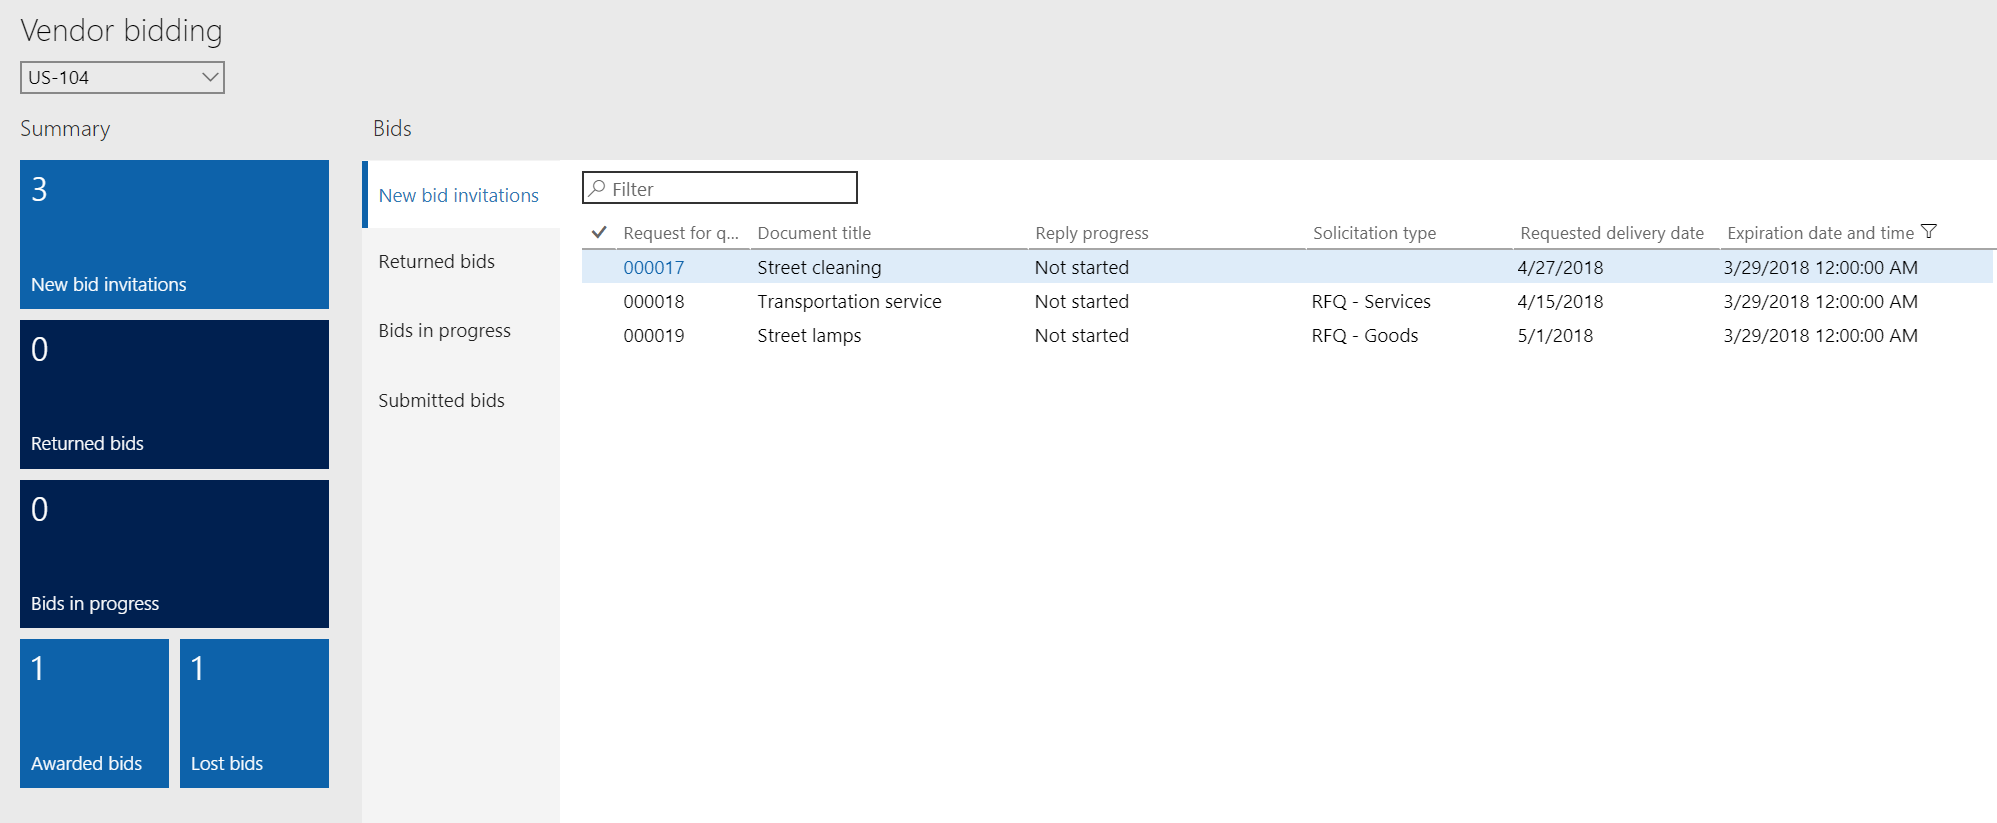 Vendor bidding
US-104
Summary
3
New bid invitations
0
Returned bids
0
Bids in progress
1
Awarded bids
1
Lost bids
Bids
New bid invitations
Returned bids
Bids in progress
Submitted bids
Filter
Request for q... Document title Reply progress Solicitation type Requested delivery date Expiration date and time
000017 Street cleaning Not started 4/27/2018 3/29/2018 12:00:00 AM
000018 Transportation service Not started RFQ - Services 4/15/2018 3/29/2018 12:00:00 AM
000019 Street lamps Not started RFQ - Goods 5/1/2018 3/29/2018 12:00:00 AM